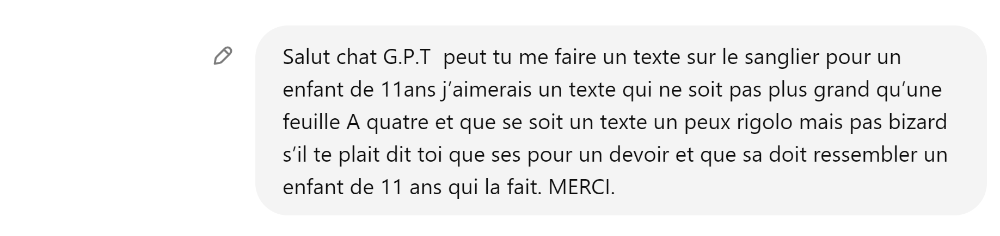 Salut chat G.P.T  peut tu me faire un texte sur le sanglier pour un
enfant de 11ans j’aimerais un texte qui ne soit pas plus grand qu’une
feuille A quatre et que se soit un texte un peux rigolo mais pas bizard
s’il te plait dit toi que ses pour un devoir et que sa doit ressembler un
enfant de 11 ans qui la fait. MERCI.